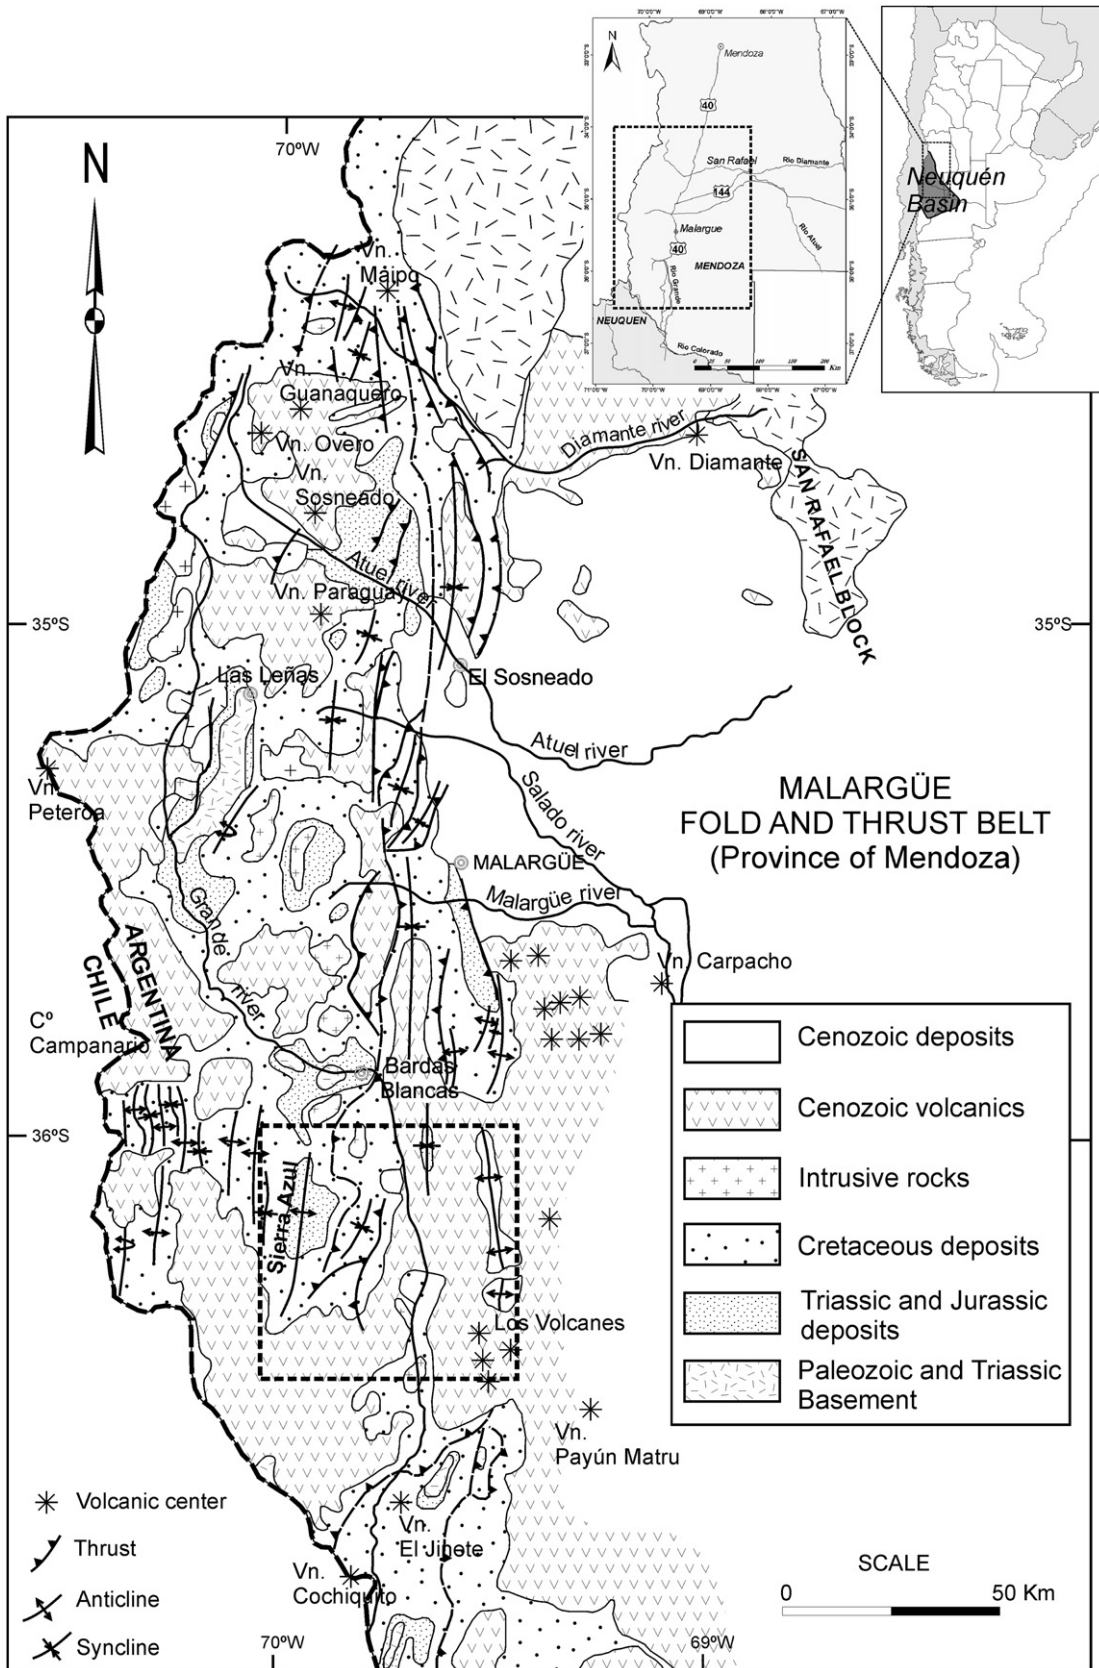 N
Mendoza
40
San Rafael
Rio Diamante
144
Malargue
40
Rio Atuel
MENDOZA
Rio Grande
NEUQUEN
Rio Colorado
Km
Neuquén
Basin
70º
N
Vn.
Maipo
Vn.
Guanaquero
Vn. Overo
Vn.
Sosneado
Diamante river
Vn. Diamante
SAN RAFAEL BLOCK
Atuel river
Vn. Paraguay
35ºS
35ºS
Las Leñas
El Sosneado
Atuel river
Vn.
Peteroa
Salado river
MALARGÜE
FOLD AND THRUST BELT
(Province of Mendoza)
MALARGÜE
Malargüe river
Grande
river
ARGENTINA
CHILE
Vn. Carpacho
Cº
Campanario
Bardas
Blancas
36ºS
Sierra Azul
Los Volcanes
Vn.
Payún Matru
Cenozoic deposits
Cenozoic volcanics
Intrusive rocks
Cretaceous deposits
Triassic and Jurassic
deposits
Paleozoic and Triassic
Basement
Volcanic center
Thrust
Anticline
Syncline
Vn.
El Jinete
Vn.
Cochiquito
SCALE
0
50 Km
70ºW
69ºW